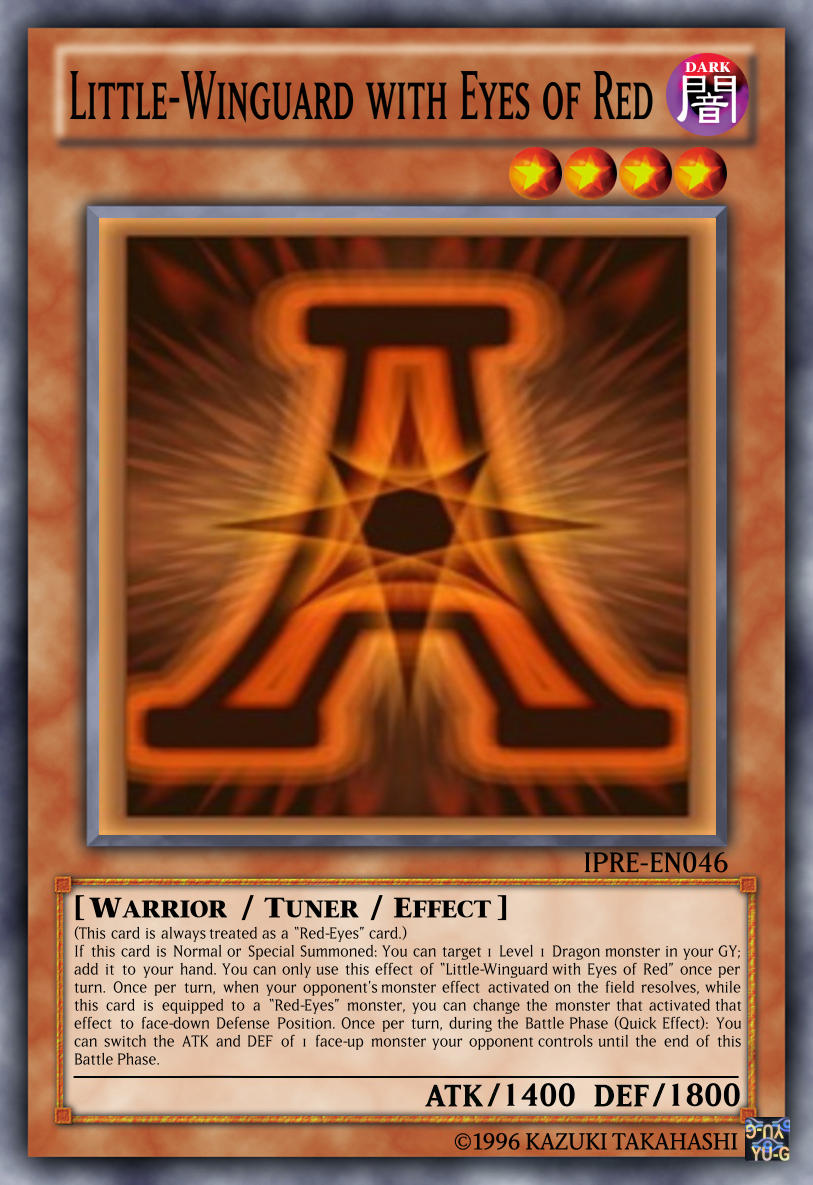 Little-Winguard with Eyes of Red
DARK
闇
A
IPRE-EN046
[ Warrior / Tuner / Effect ]
(This card is always treated as a "Red-Eyes" card.)
If this card is Normal or Special Summoned: You can target 1 Level 1 Dragon monster in your GY;
add it to your hand. You can only use this effect of "Little-Winguard with Eyes of Red" once per
turn. Once per turn, when your opponent's monster effect activated on the field resolves, while
this card is equipped to a "Red-Eyes" monster, you can change the monster that activated that
effect to face-down Defense Position. Once per turn, during the Battle Phase (Quick Effect): You
can switch the ATK and DEF of 1 face-up monster your opponent controls until the end of this
Battle Phase.
ATK/1400 DEF/1800
©1996 KAZUKI TAKAHASHI
YU-G
YU-G